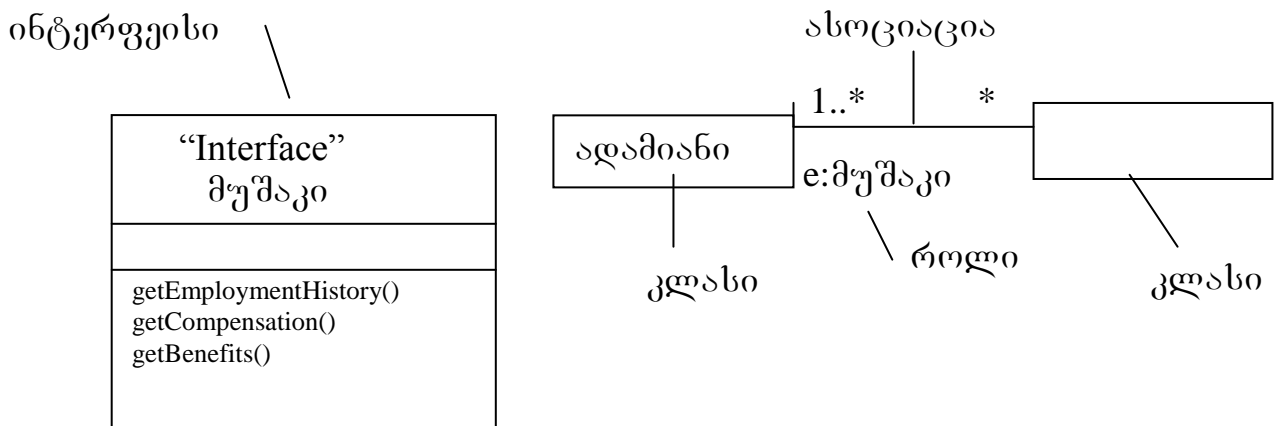 ინტერფეისი
“Interface”
მუშაკი
getEmploymentHistory()
getCompensation()
getBenefits()
ასოციაცია
1..* *
ადამიანი
e:მუშაკი
როლი
კლასი
კლასი